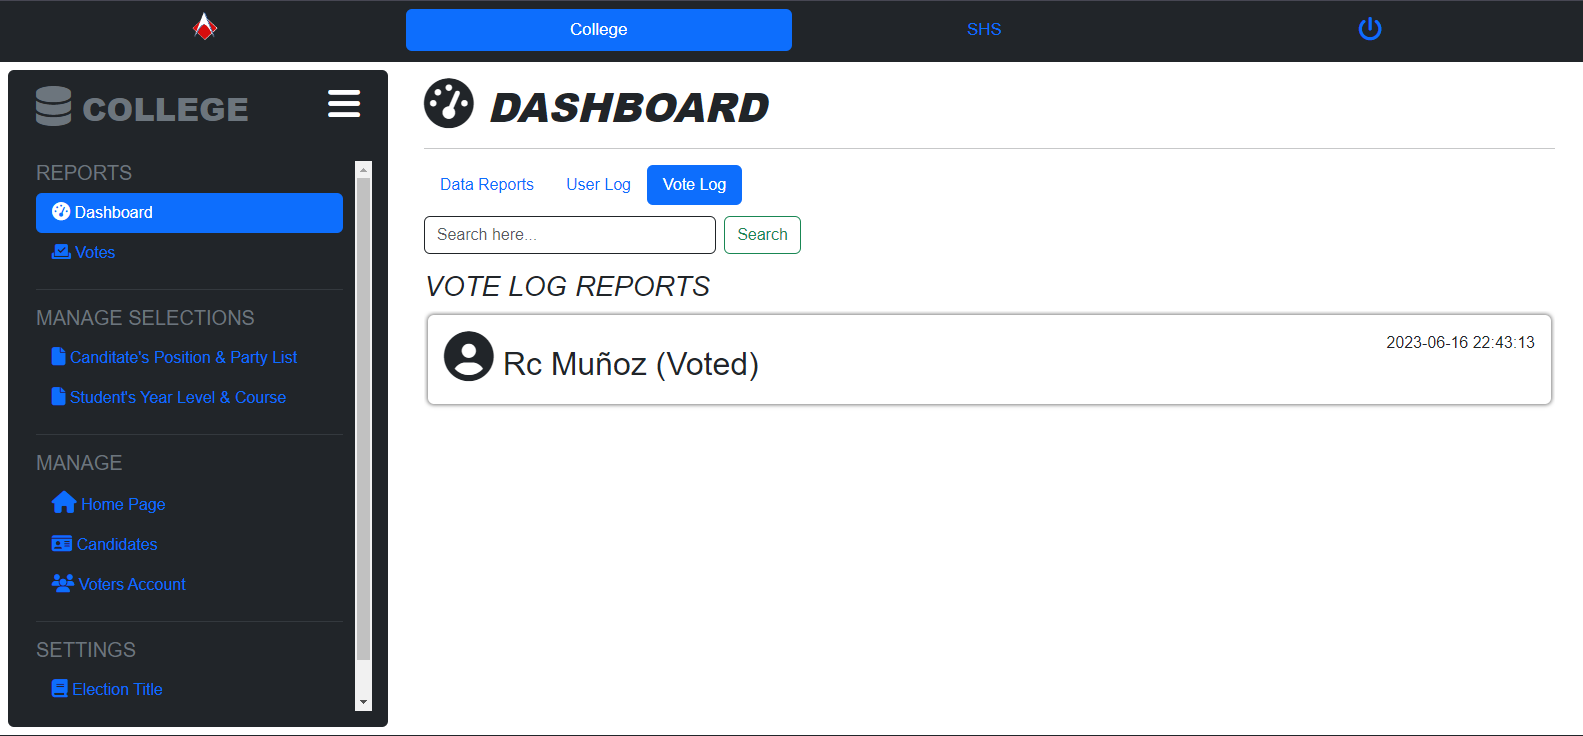 College
SHS
COLLEGE
REPORTS
Dashboard
Votes
MANAGE SELECTIONS
Canditate's Position & Party List
Student's Year Level & Course
MANAGE
Home Page
Candidates
Voters Account
SETTINGS
Election Title
DASHBOARD
Data Reports
User Log
Vote Log
Search here...
Search
VOTE LOG REPORTS
Rc Muñoz (Voted)
2023-06-16 22:43:13